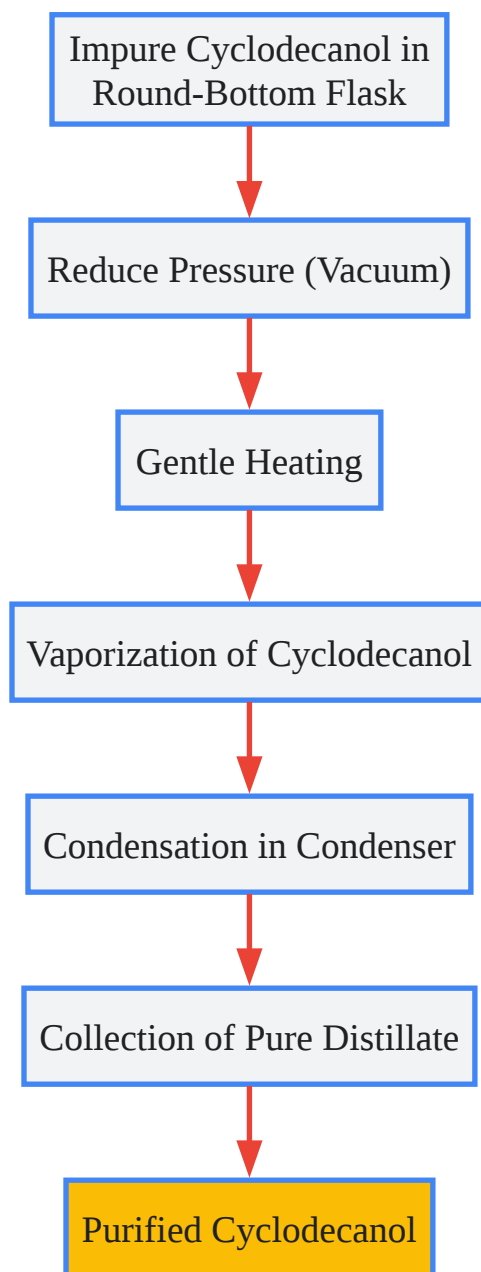 Impure Cyclodecanol in
Round-Bottom Flask
Reduce Pressure (Vacuum)
Gentle Heating
Vaporization of Cyclodecanol
Condensation in Condenser
Collection of Pure Distillate
Purified Cyclodecanol